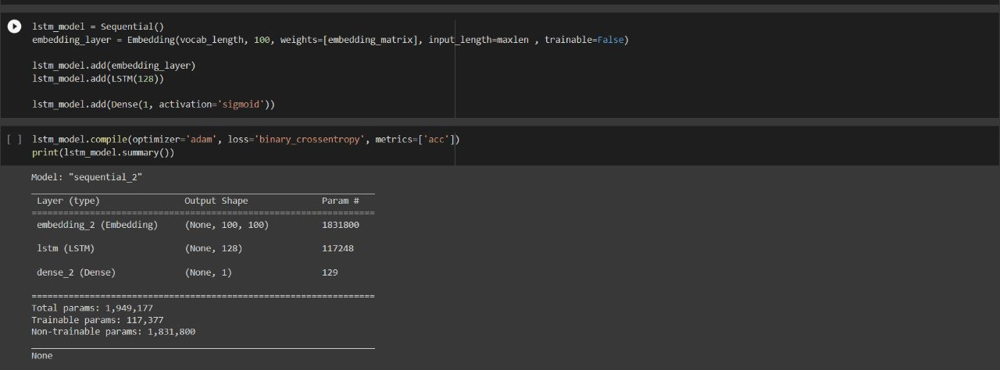 lstm_model = Sequential()
embedding_layer = Embedding(vocab_length, 100, weights=[embedding_matrix], input_length=maxlen , trainable=False)
lstm_model.add(embedding_layer)
lstm_model.add(LSTM(128))
lstm_model.add(Dense(1, activation='sigmoid'))
[ ] lstm_model.compile(optimizer='adam', loss='binary_crossentropy', metrics=['acc'])
print(lstm_model.summary())
Model: "sequential_2"
Layer (type) Output Shape Param #
=================================================================
embedding_2 (Embedding) (None, 100, 100) 1831800
lstm (LSTM) (None, 128) 117248
dense_2 (Dense) (None, 1) 129
=================================================================
Total params: 1,949,177
Trainable params: 117,377
Non-trainable params: 1,831,800
None